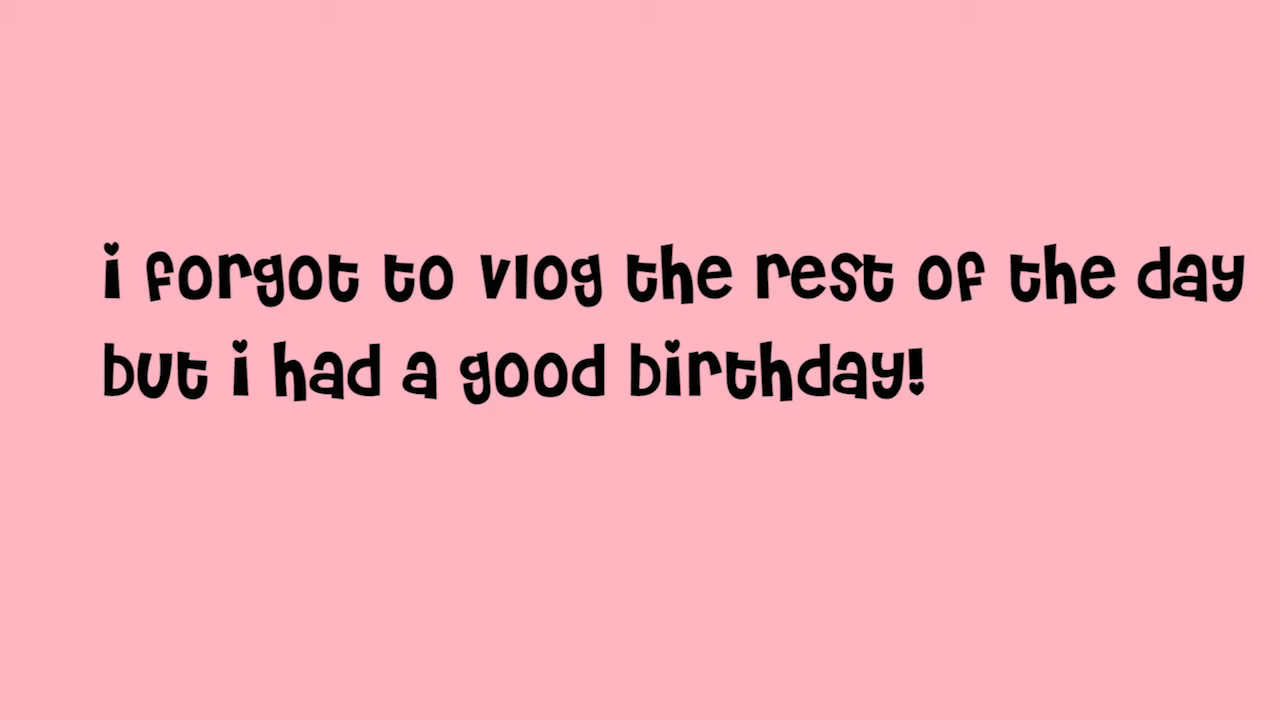 i forgot to vlog the rest of the day
but i had a good birthday!